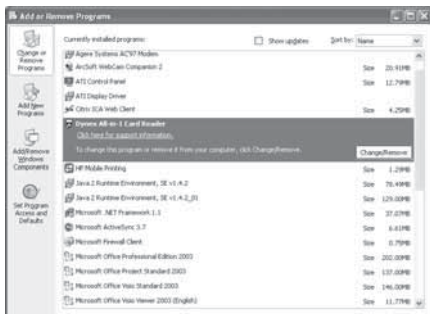 Add or Remove Programs
Change or
Remove
Programs
Add New
Programs
Add/Remove
Windows
Components
Set Program
Access and
Defaults
Currently installed programs:
Show updates
Sort by: Name
Agere Systems AC'97 Modem
ArcSoft WebCam Companion 2 Size 20.41MB
ATI Control Panel Size 12.79MB
ATI Display Driver
Citrix ICA Web Client Size 4.25MB
Dynex All-in-1 Card Reader
Click here for support information.
To change this program or remove it from your computer, click Change/Remove.
Change/Remove
HP Mobile Printing Size 1.29MB
Java 2 Runtime Environment, SE v1.4.2 Size 78.49MB
Java 2 Runtime Environment, SE v1.4.2_01 Size 129.00MB
Microsoft .NET Framework 1.1 Size 37.07MB
Microsoft ActiveSync 3.7 Size 6.61MB
Microsoft Firewall Client Size 0.75MB
Microsoft Office Professional Edition 2003 Size 202.00MB
Microsoft Office Project Standard 2003 Size 137.00MB
Microsoft Office Visio Standard 2003 Size 146.00MB
Microsoft Office Visio Viewer 2003 (English) Size 11.77MB